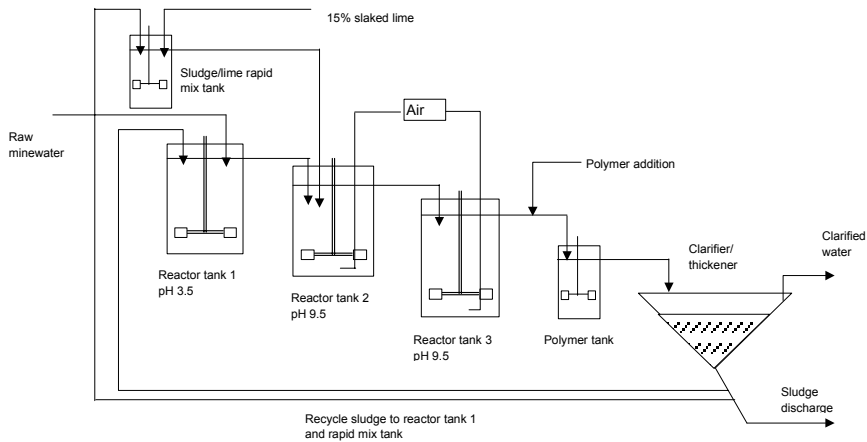 15% slaked lime
Sludge/lime rapid
mix tank
Air
Raw
minewater
Polymer addition
Reactor tank 1
pH 3.5
Reactor tank 2
pH 9.5
Reactor tank 3
pH 9.5
Polymer tank
Clarifier/
thickener
Clarified
water
Sludge
discharge
Recycle sludge to reactor tank 1
and rapid mix tank